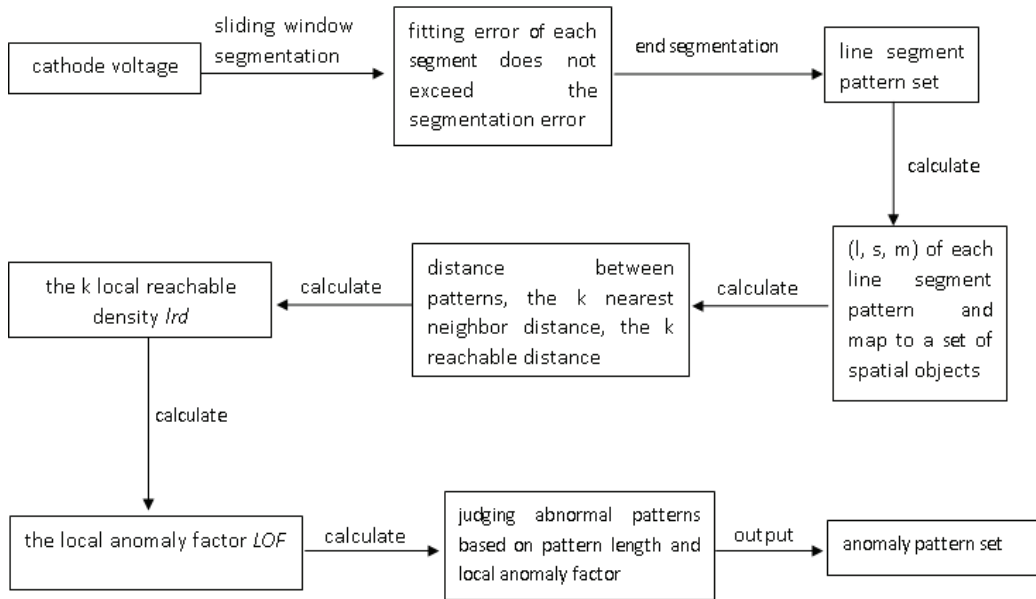 cathode voltage
sliding window
segmentation
fitting error of each
segment does not
exceed the
segmentation error
end segmentation
line segment
pattern set
calculate
(l, s, m) of each
line segment
pattern and
map to a set of
spatial objects
calculate
distance between
patterns, the k nearest
neighbor distance, the k
reachable distance
calculate
the k local reachable
density lrd
calculate
the local anomaly factor LOF
calculate
judging abnormal patterns
based on pattern length and
local anomaly factor
output
anomaly pattern set